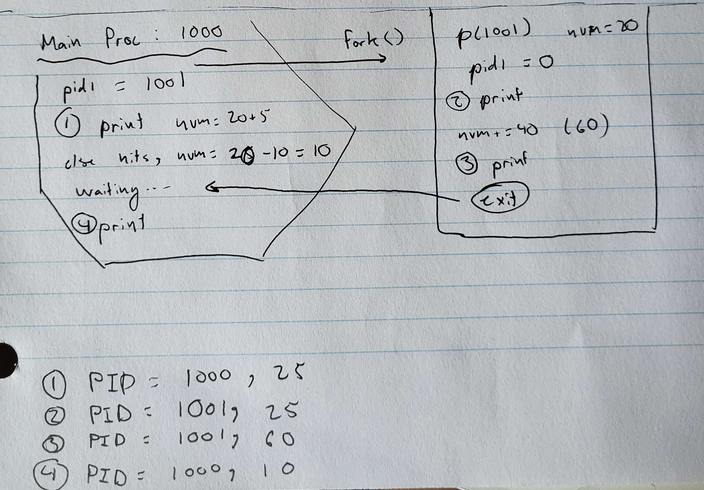 Main Proc: 1000
pid1 = 1001
① print num=20+5
else hits, num= 20 -10 = 10
waiting...
④ print
fork()
P(1001) num=20
pid1 = 0
② print
num+=40 (60)
③ print
exit
① PID = 1000, 25
② PID = 1001, 25
③ PID = 1001, 60
④ PID = 1000, 10